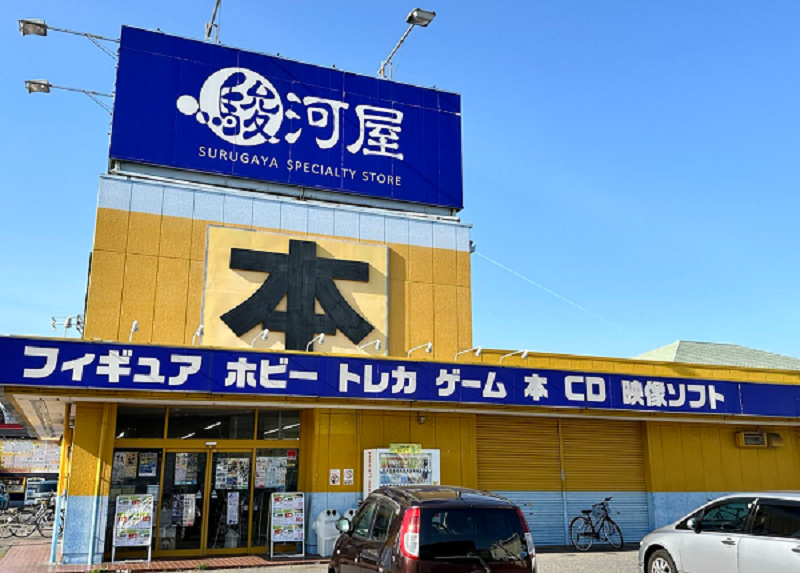 駿河屋
SURUGAYA SPECIALTY STORE
本
フィギュア ホビー トレカ ゲーム 本 CD 映像ソフト